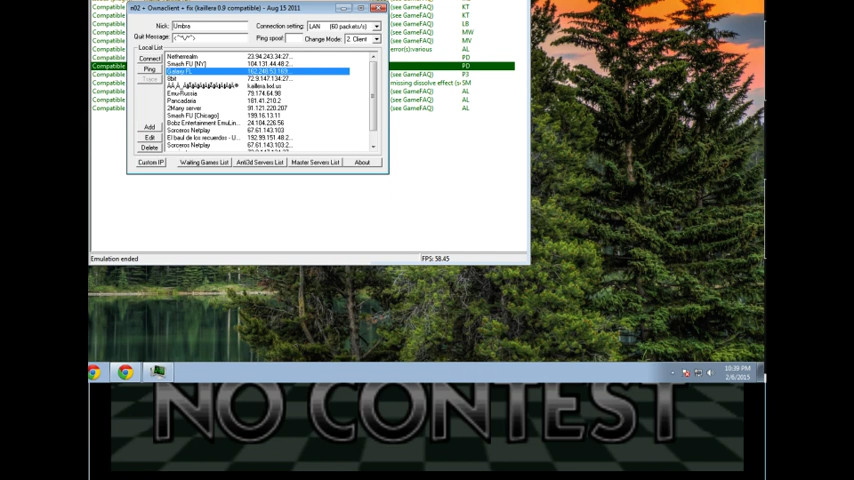 n02 + Ownaclient + fix (kaillera 0.9 compatible) - Aug 15 2011
Nick: Umbra Connection setting: LAN (60 packets/s)
Quit Message: <^^v^^> Ping spoof: Change Mode: 2. Client
Local List
Connect
Ping
Trace
Add
Edit
Delete
Netherrealm 23.94.243.34:27...
Smash FU [NY] 104.131.44.48:2...
Galaxy FL
8bit 72.9.147.134:27...
kaillera.txd.us
Emu-Russia 79.174.64.98
Pancadaria 181.41.210.2
2Many server 91.121.220.207
Smash FU [Chicago] 199.16.13.11
Bobz Entertainment EmuLin... 24.104.226.56
Sorceros Netplay 67.61.143.103
El baul de los recuerdos - U... 192.99.151.48:2...
Sorceros Netplay 67.61.143.103:2...
Custom IP Waiting Games List Anti3d Servers List Master Servers List About
Compatible (see GameFAQ) KT
Compatible (see GameFAQ) LB
Compatible (see GameFAQ) MW
Compatible (see GameFAQ) MV
Compatible error(s):various AL
Compatible PD
Compatible PD
Compatible (see GameFAQ) P3
Compatible missing dissolve effect (s SM
Compatible (see GameFAQ) AL
Compatible (see GameFAQ) AL
Compatible (see GameFAQ) AL
Emulation ended FPS: 58.45
10:39 PM
2/6/2015
NO CONTEST